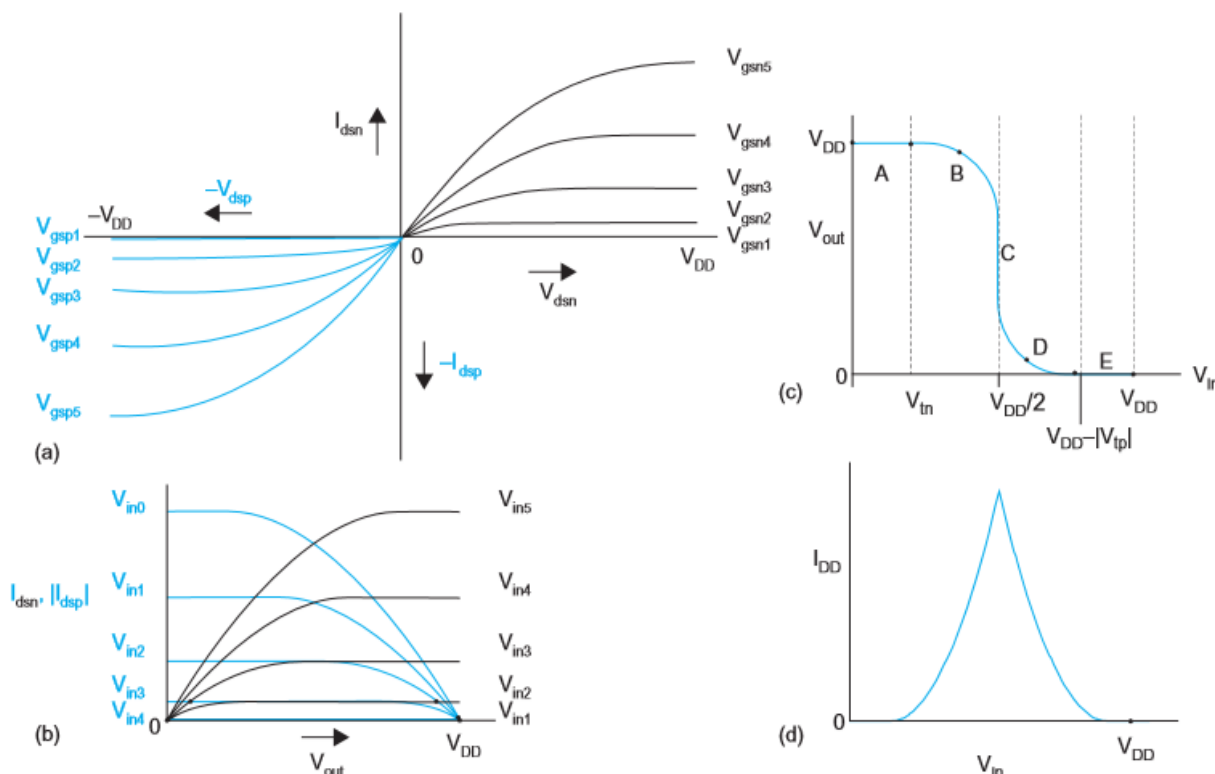 V_gsn5
I_dsn
V_gsn4
–V_dsp
V_gsn3
–V_DD
V_gsn2
V_gsp1
V_gsn1
0
V_DD
V_gsp2
V_dsn
V_gsp3
V_gsp4
–I_dsp
V_gsp5
(a)
V_DD
A
B
V_out
C
D
E
0
V_In
(c)
V_tn
V_DD/2
V_DD
V_DD–|V_tp|
V_in0
V_in5
V_in1
V_in4
I_dsn, |I_dsp|
V_in2
V_in3
V_in3
V_in2
V_in4
0
V_in1
(b)
V_DD
V_out
I_DD
0
V_DD
(d)
V_In